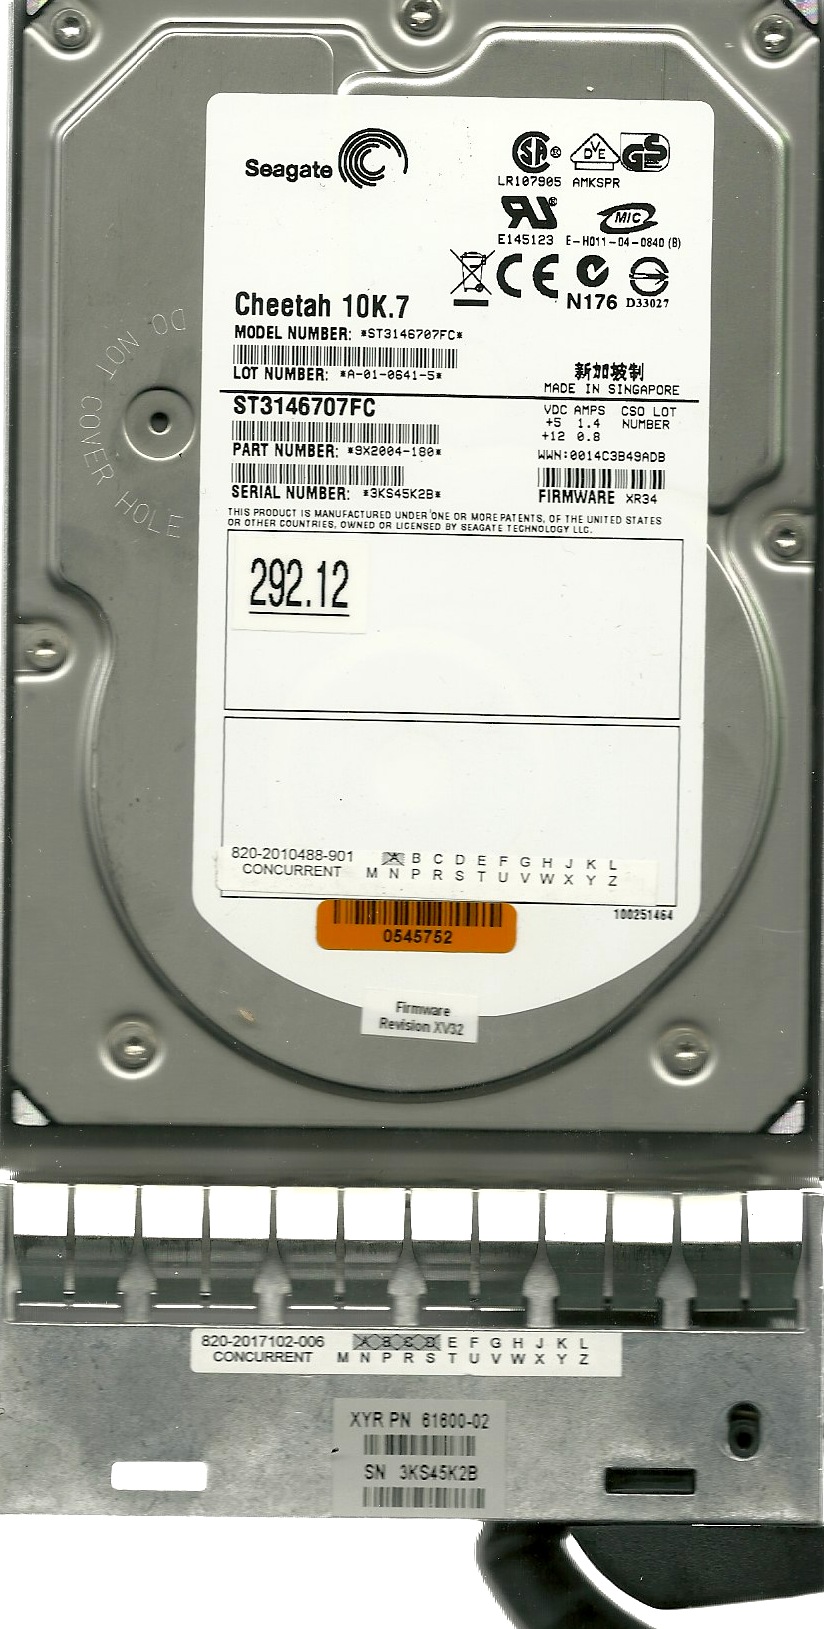 Seagate
LR107905 AMKSPR
MIC
E145123 E-H011-04-0840 (B)
N176 D33027
Cheetah 10K.7
MODEL NUMBER: *ST3146707FC*
LOT NUMBER: *A-01-0641-5*
新加坡制
MADE IN SINGAPORE
ST3146707FC
VDC AMPS CSO LOT
+5 1.4 NUMBER
+12 0.8
PART NUMBER: *9X2004-180*
WWN:0014C3B49ADB
SERIAL NUMBER: *3KS45K2B*
FIRMWARE XR34
THIS PRODUCT IS MANUFACTURED UNDER ONE OR MORE PATENTS, OF THE UNITED STATES
OR OTHER COUNTRIES, OWNED OR LICENSED BY SEAGATE TECHNOLOGY LLC.
DO NOT COVER HOLE
292.12
820-2010488-901 A B C D E F G H J K L
CONCURRENT M N P R S T U V W X Y Z
100251464
0545752
Firmware
Revision XV32
820-2017102-006 A B C D E F G H J K L
CONCURRENT M N P R S T U V W X Y Z
XYR PN 61600-02
SN 3KS45K2B